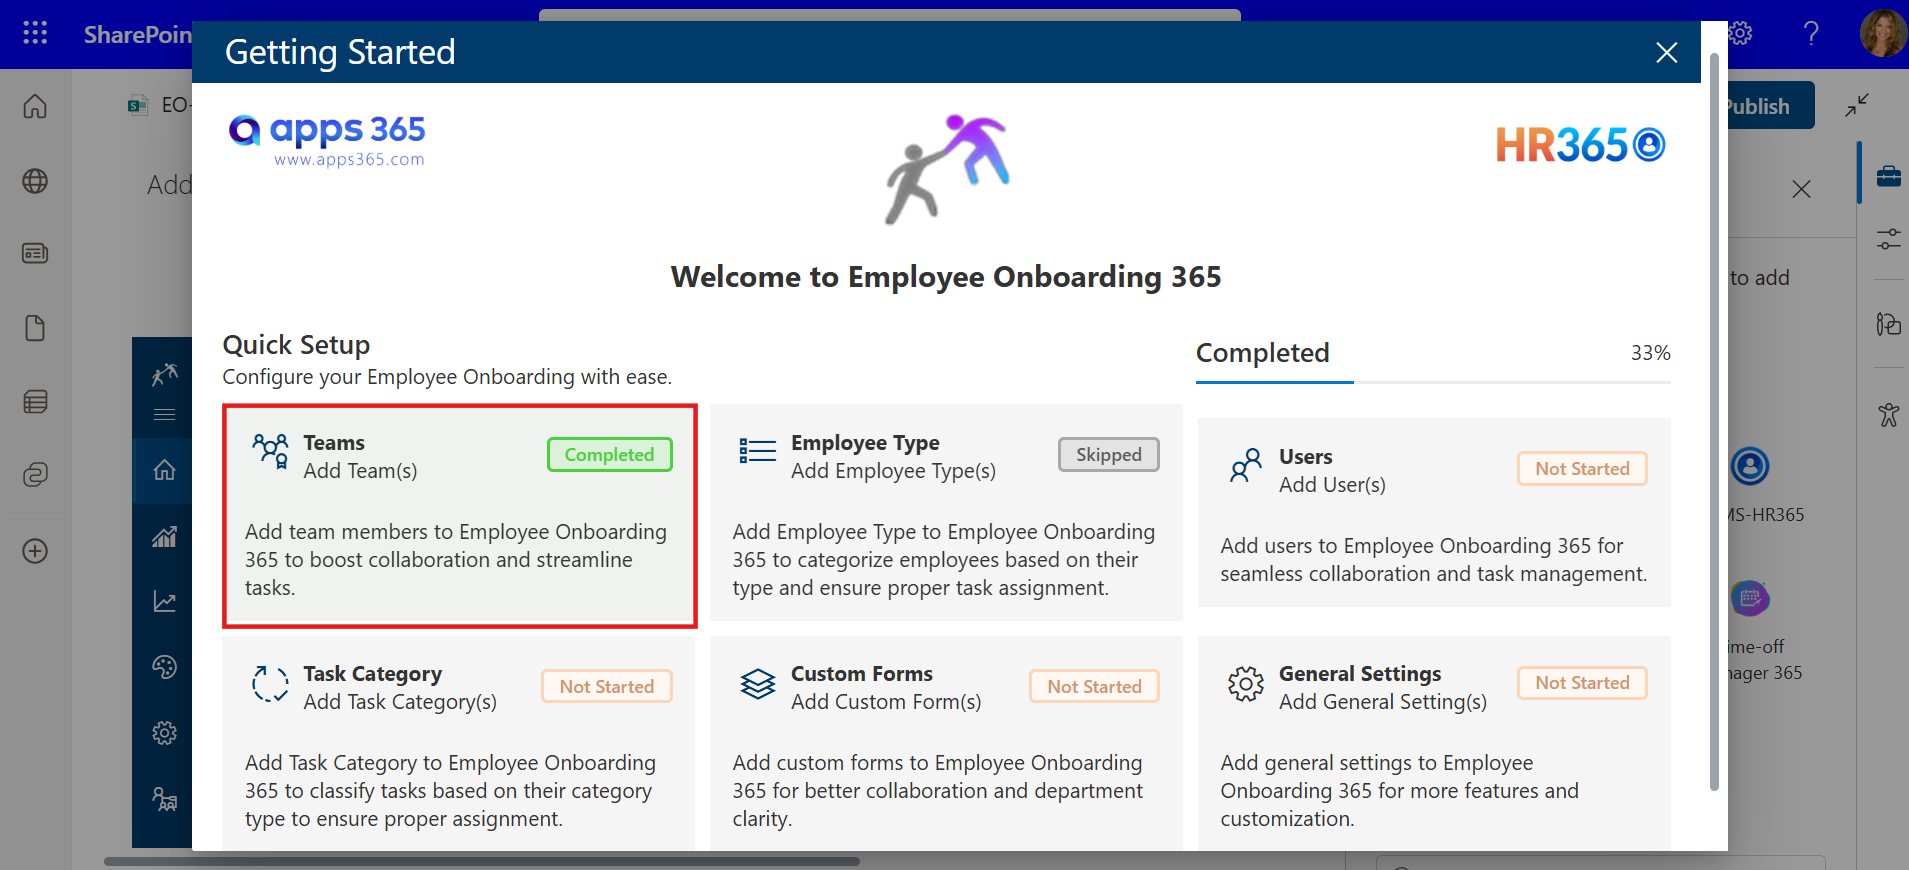 SharePoin
Getting Started
EO-
Publish
apps 365
www.apps365.com
HR365
Add
to add
Welcome to Employee Onboarding 365
Quick Setup
Configure your Employee Onboarding with ease.
Completed
33%
Teams
Add Team(s)
Completed
Add team members to Employee Onboarding
365 to boost collaboration and streamline
tasks.
Employee Type
Add Employee Type(s)
Skipped
Add Employee Type to Employee Onboarding
365 to categorize employees based on their
type and ensure proper task assignment.
Users
Add User(s)
Not Started
Add users to Employee Onboarding 365 for
seamless collaboration and task management.
MS-HR365
Task Category
Add Task Category(s)
Not Started
Add Task Category to Employee Onboarding
365 to classify tasks based on their category
type to ensure proper assignment.
Custom Forms
Add Custom Form(s)
Not Started
Add custom forms to Employee Onboarding
365 for better collaboration and department
clarity.
General Settings
Add General Setting(s)
Not Started
Add general settings to Employee
Onboarding 365 for more features and
customization.
ime-off
nager 365